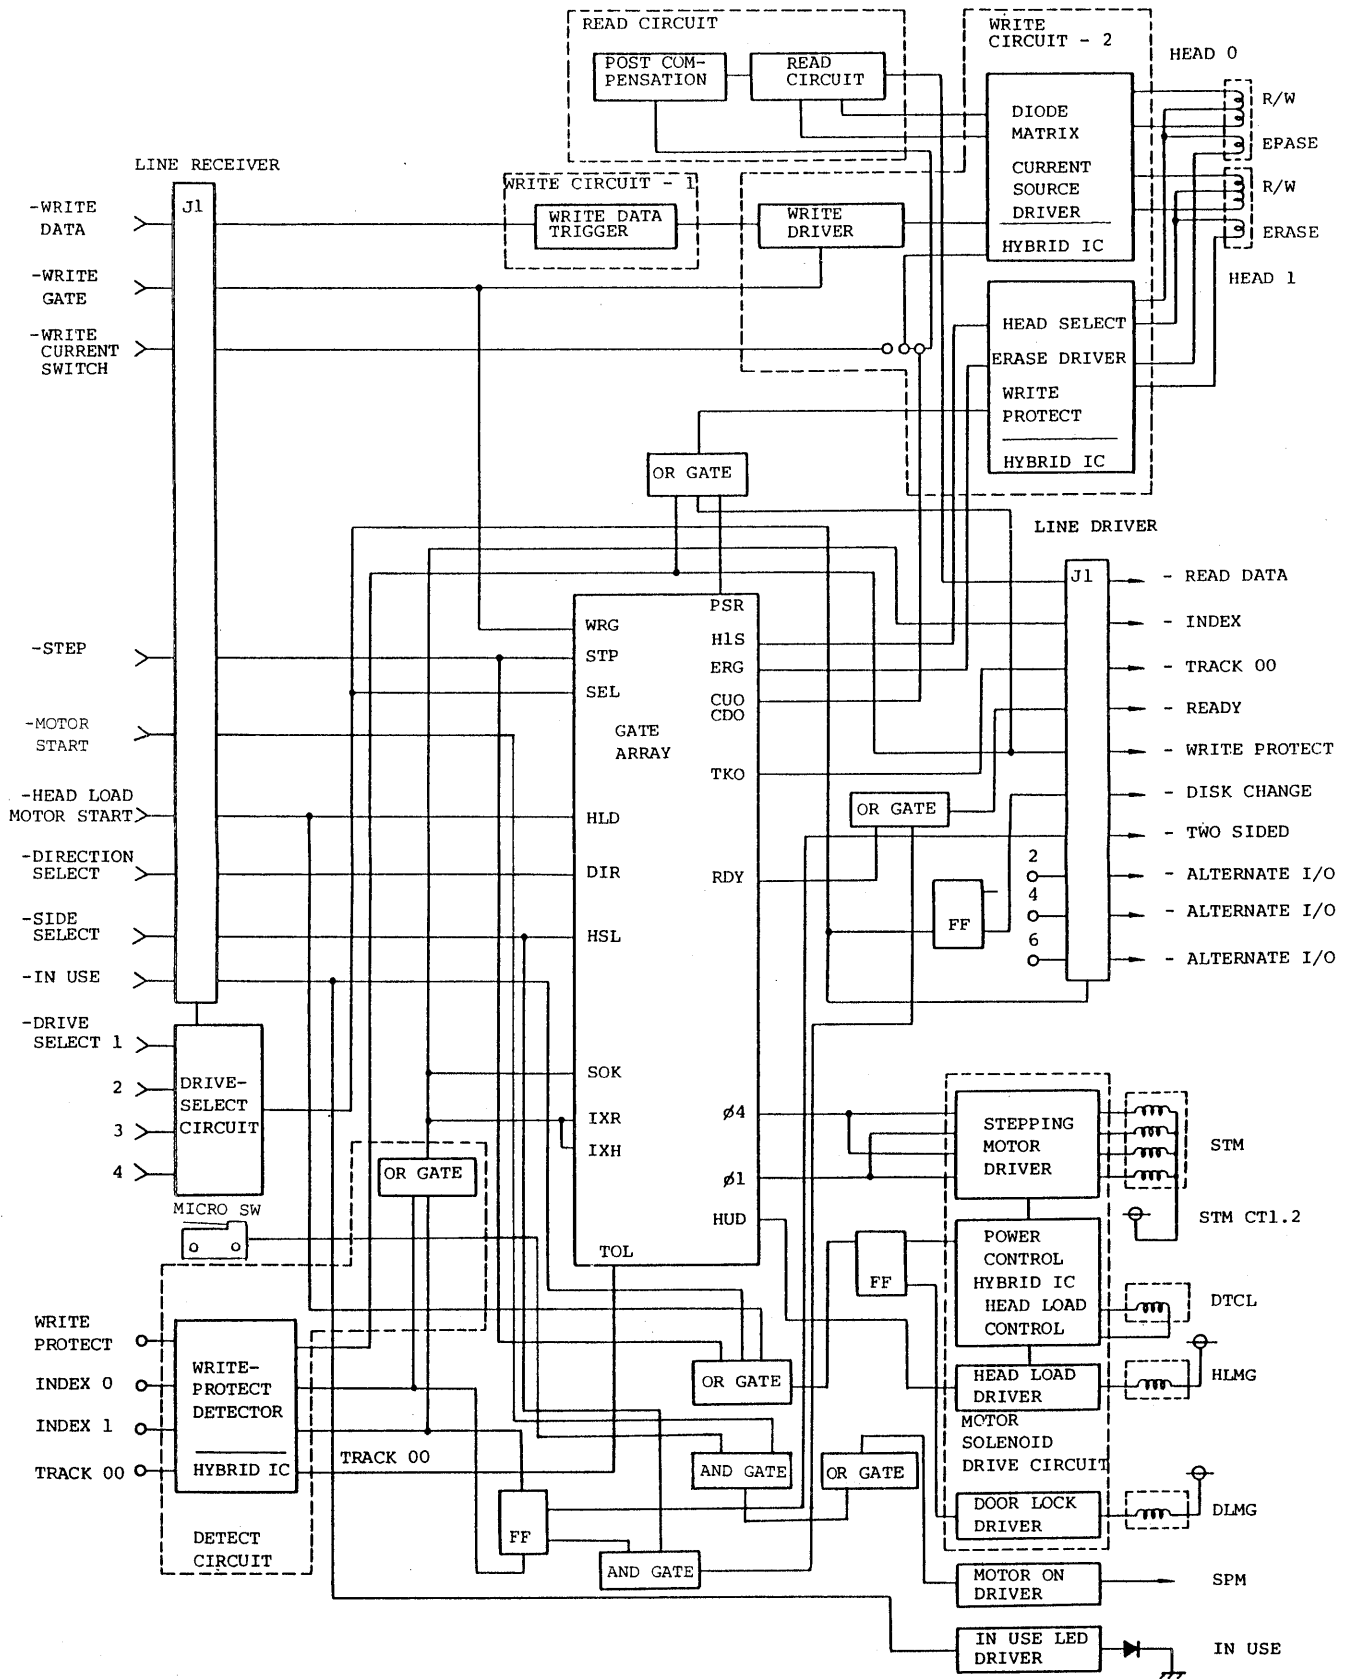 READ CIRCUIT
POST COM-
PENSATION
READ
CIRCUIT
WRITE
CIRCUIT - 2
HEAD 0
DIODE
MATRIX
CURRENT
SOURCE
DRIVER
HYBRID IC
R/W
EPASE
R/W
ERASE
HEAD 1
LINE RECEIVER
J1
-WRITE
DATA
WRITE CIRCUIT - 1
WRITE DATA
TRIGGER
WRITE
DRIVER
-WRITE
GATE
-WRITE
CURRENT
SWITCH
HEAD SELECT
ERASE DRIVER
WRITE
PROTECT
HYBRID IC
OR GATE
LINE DRIVER
J1
- READ DATA
- INDEX
- TRACK 00
- READY
- WRITE PROTECT
- DISK CHANGE
- TWO SIDED
2
- ALTERNATE I/O
4
- ALTERNATE I/O
6
- ALTERNATE I/O
-STEP
-MOTOR
START
-HEAD LOAD
MOTOR START
-DIRECTION
SELECT
-SIDE
SELECT
-IN USE
-DRIVE
SELECT 1
2
3
4
DRIVE-
SELECT
CIRCUIT
WRG
STP
SEL
GATE
ARRAY
HLD
DIR
HSL
SOK
IXR
IXH
TOL
PSR
H1S
ERG
CUO
CDO
TKO
RDY
ø4
ø1
HUD
OR GATE
FF
MICRO SW
OR GATE
WRITE
PROTECT
INDEX 0
INDEX 1
TRACK 00
WRITE-
PROTECT
DETECTOR
HYBRID IC
DETECT
CIRCUIT
TRACK 00
FF
AND GATE
OR GATE
AND GATE
OR GATE
FF
STEPPING
MOTOR
DRIVER
STM
STM CT1.2
POWER
CONTROL
HYBRID IC
HEAD LOAD
CONTROL
DTCL
HEAD LOAD
DRIVER
HLMG
MOTOR
SOLENOID
DRIVE CIRCUIT
DOOR LOCK
DRIVER
DLMG
MOTOR ON
DRIVER
SPM
IN USE LED
DRIVER
IN USE